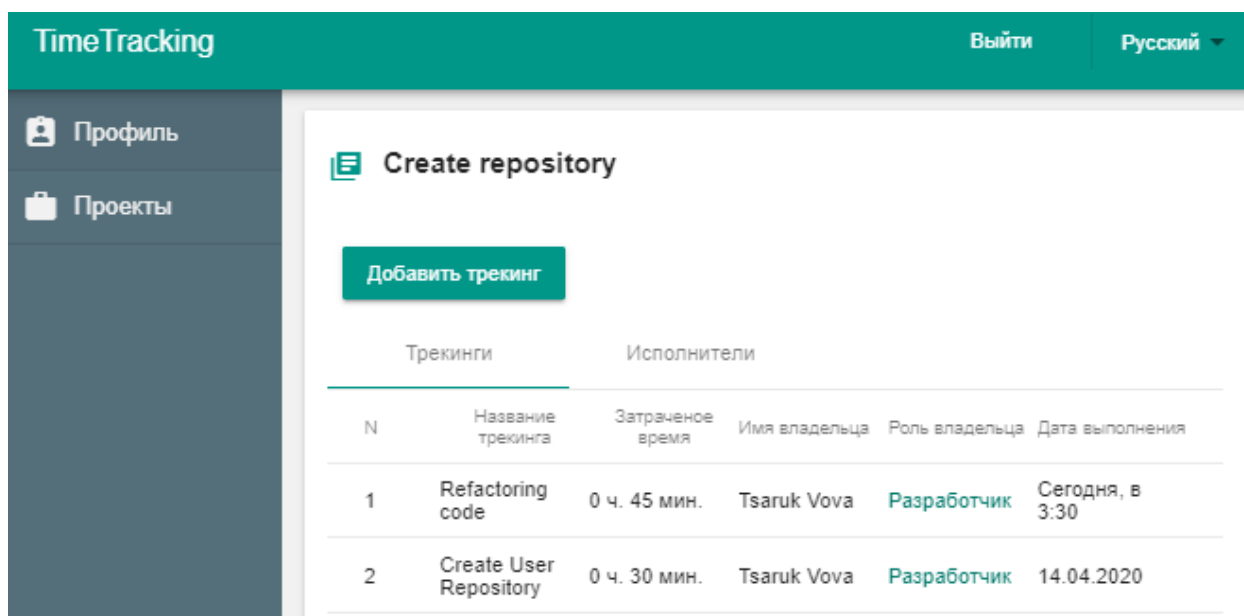 TimeTracking
Выйти
Русский
Профиль
Проекты
Create repository
Добавить трекинг
Трекинги
Исполнители
N
Название трекинга
Затраченое время
Имя владельца
Роль владельца
Дата выполнения
1
Refactoring code
0 ч. 45 мин.
Tsaruk Vova
Разработчик
Сегодня, в 3:30
2
Create User Repository
0 ч. 30 мин.
Tsaruk Vova
Разработчик
14.04.2020